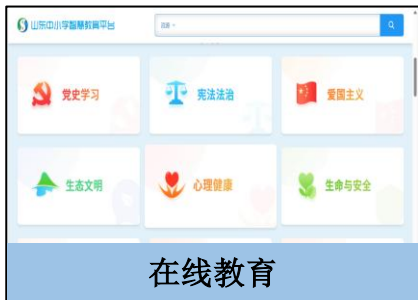 山东中小学智慧教育平台
党史学习 宪法法治 爱国主义
生态文明 心理健康 生命与安全
在线教育